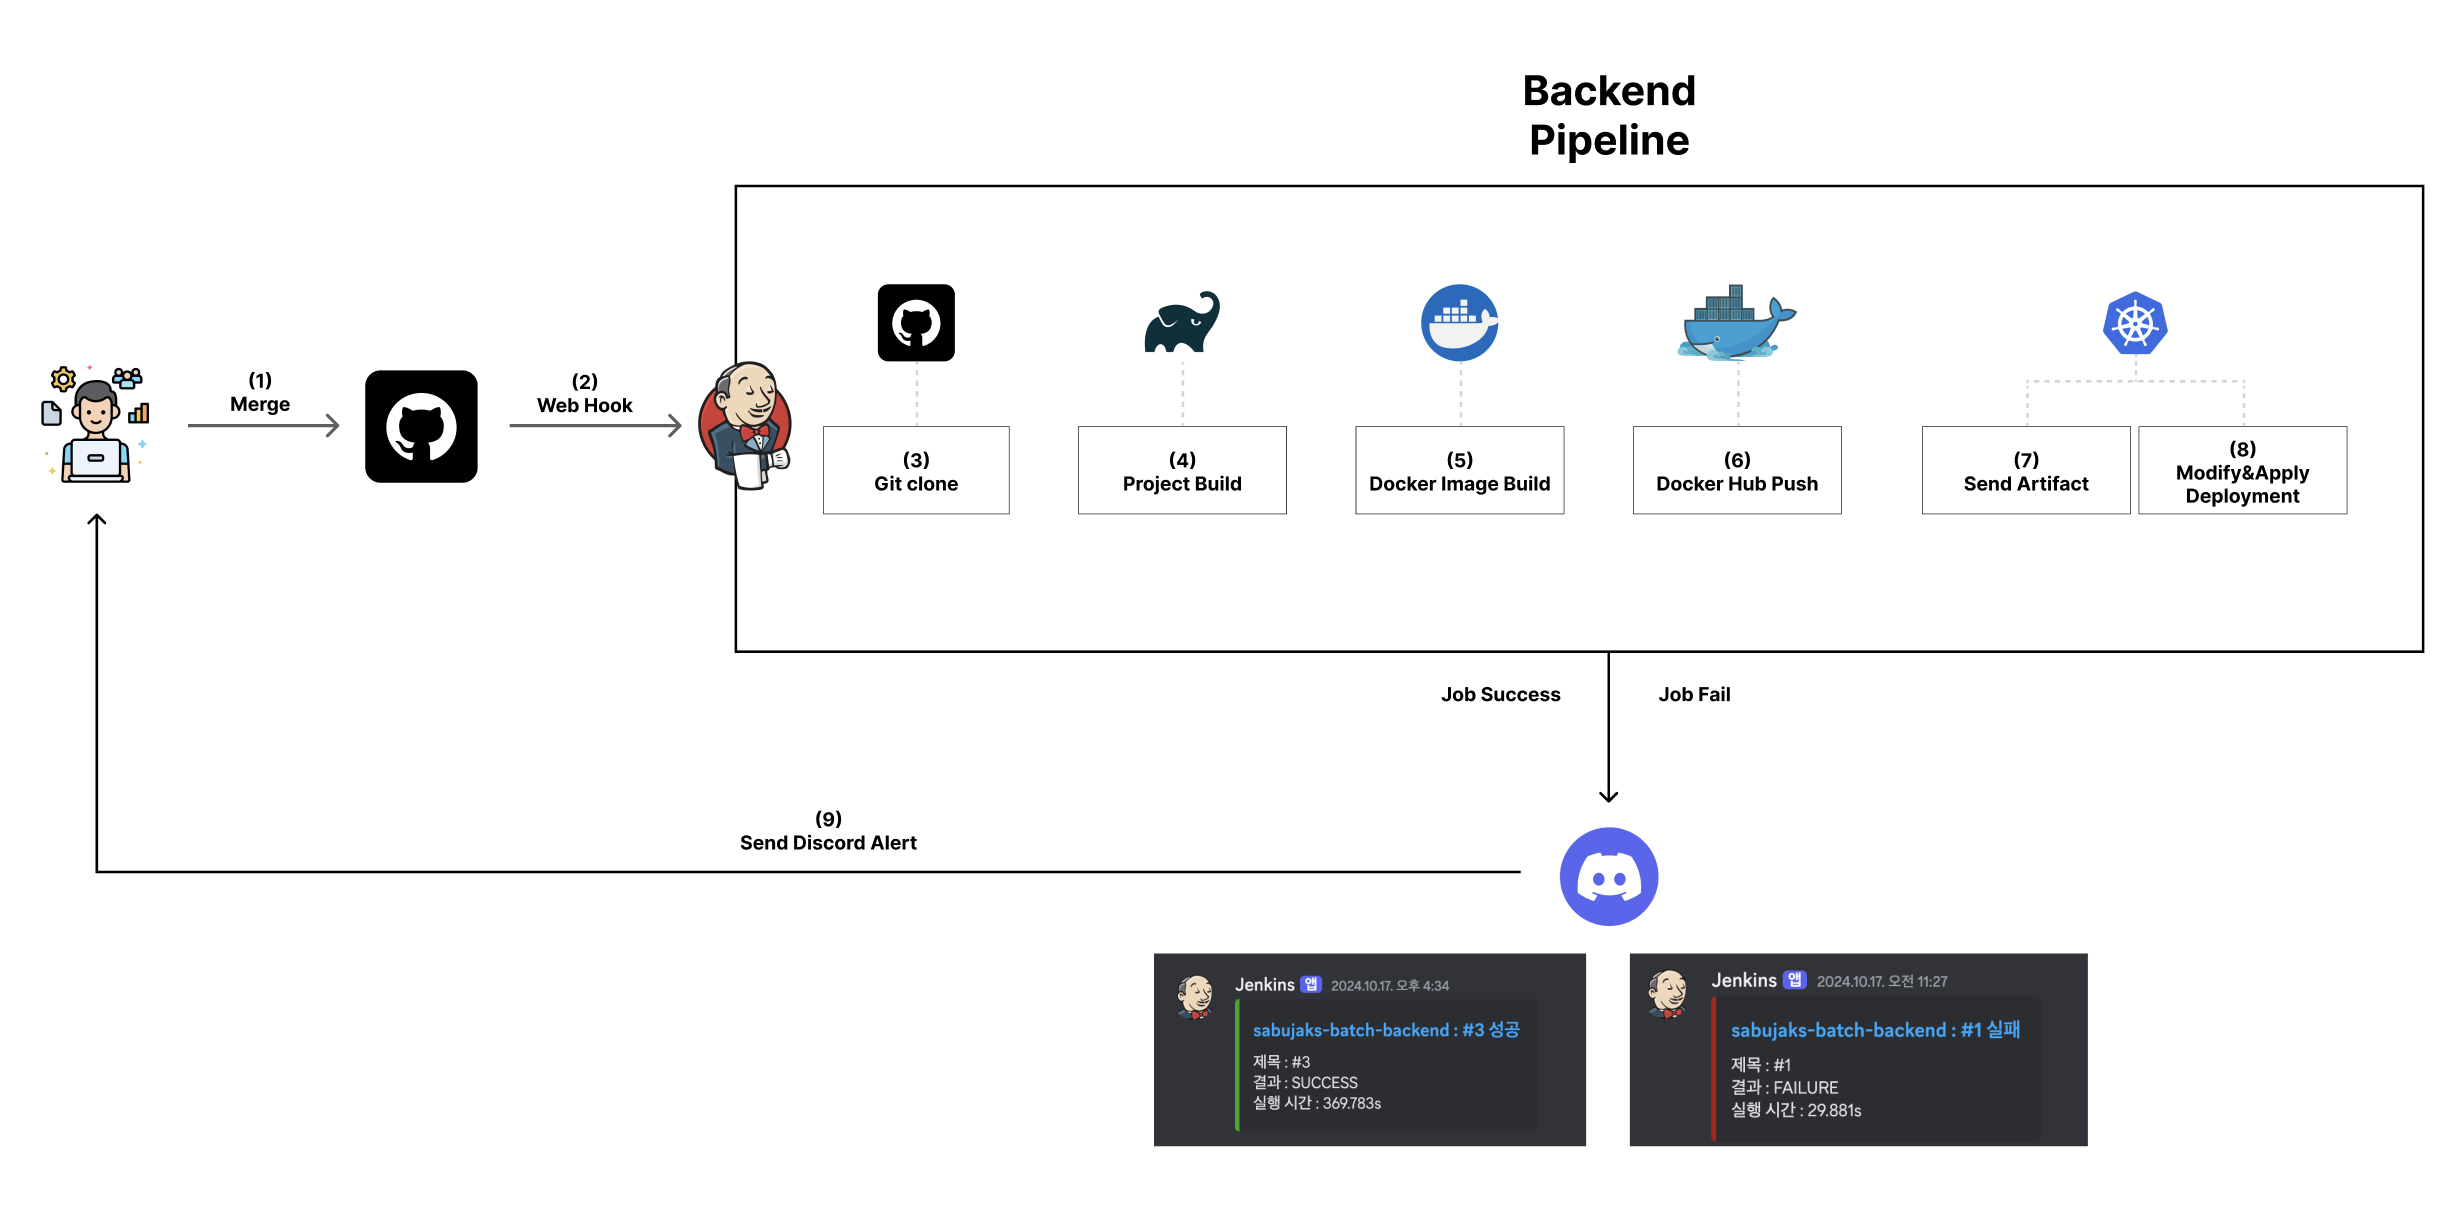 Backend
Pipeline
(1)
Merge
(2)
Web Hook
(3)
Git clone
(4)
Project Build
(5)
Docker Image Build
(6)
Docker Hub Push
(7)
Send Artifact
(8)
Modify&Apply
Deployment
Job Success
Job Fail
(9)
Send Discord Alert
Jenkins 앱 2024.10.17. 오후 4:34
sabujaks-batch-backend : #3 성공
제목 : #3
결과 : SUCCESS
실행 시간 : 369.783s
Jenkins 앱 2024.10.17. 오전 11:27
sabujaks-batch-backend : #1 실패
제목 : #1
결과 : FAILURE
실행 시간 : 29.881s